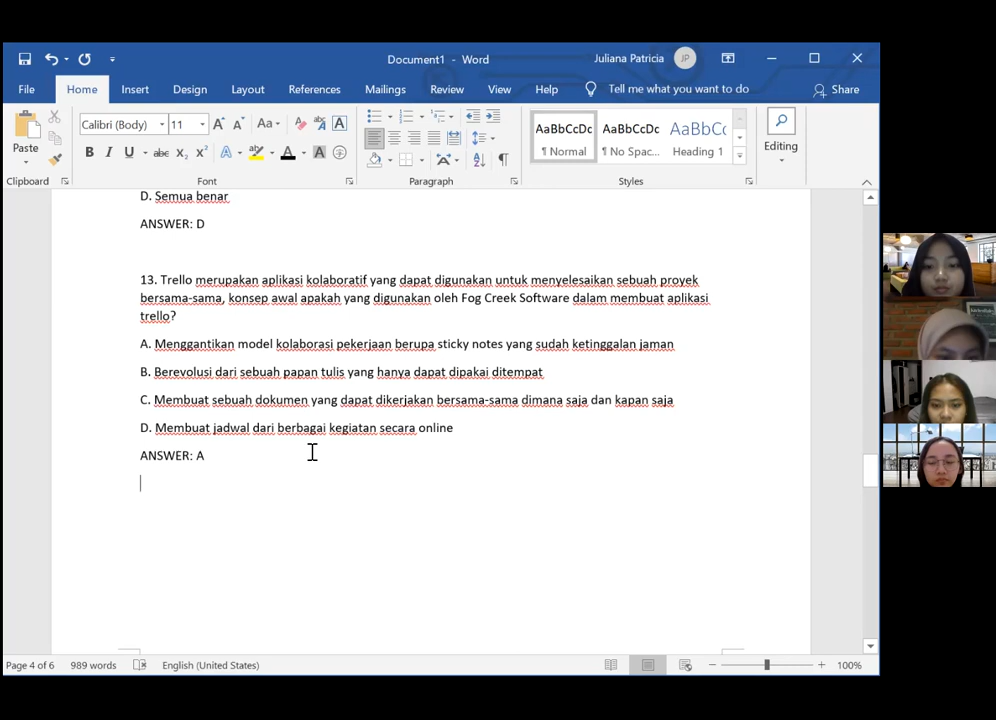 Document1 - Word
Juliana Patricia
JP
File Home Insert Design Layout References Mailings Review View Help Tell me what you want to do Share
Paste
Calibri (Body) 11
AaBbCcDc AaBbCcDc AaBbCc
¶ Normal ¶ No Spac... Heading 1
Editing
Clipboard Font Paragraph Styles
D. Semua benar
ANSWER: D
13. Trello merupakan aplikasi kolaboratif yang dapat digunakan untuk menyelesaikan sebuah proyek
bersama-sama, konsep awal apakah yang digunakan oleh Fog Creek Software dalam membuat aplikasi
trello?
A. Menggantikan model kolaborasi pekerjaan berupa sticky notes yang sudah ketinggalan jaman
B. Berevolusi dari sebuah papan tulis yang hanya dapat dipakai ditempat
C. Membuat sebuah dokumen yang dapat dikerjakan bersama-sama dimana saja dan kapan saja
D. Membuat jadwal dari berbagai kegiatan secara online
ANSWER: A
Page 4 of 6 989 words English (United States) 100%